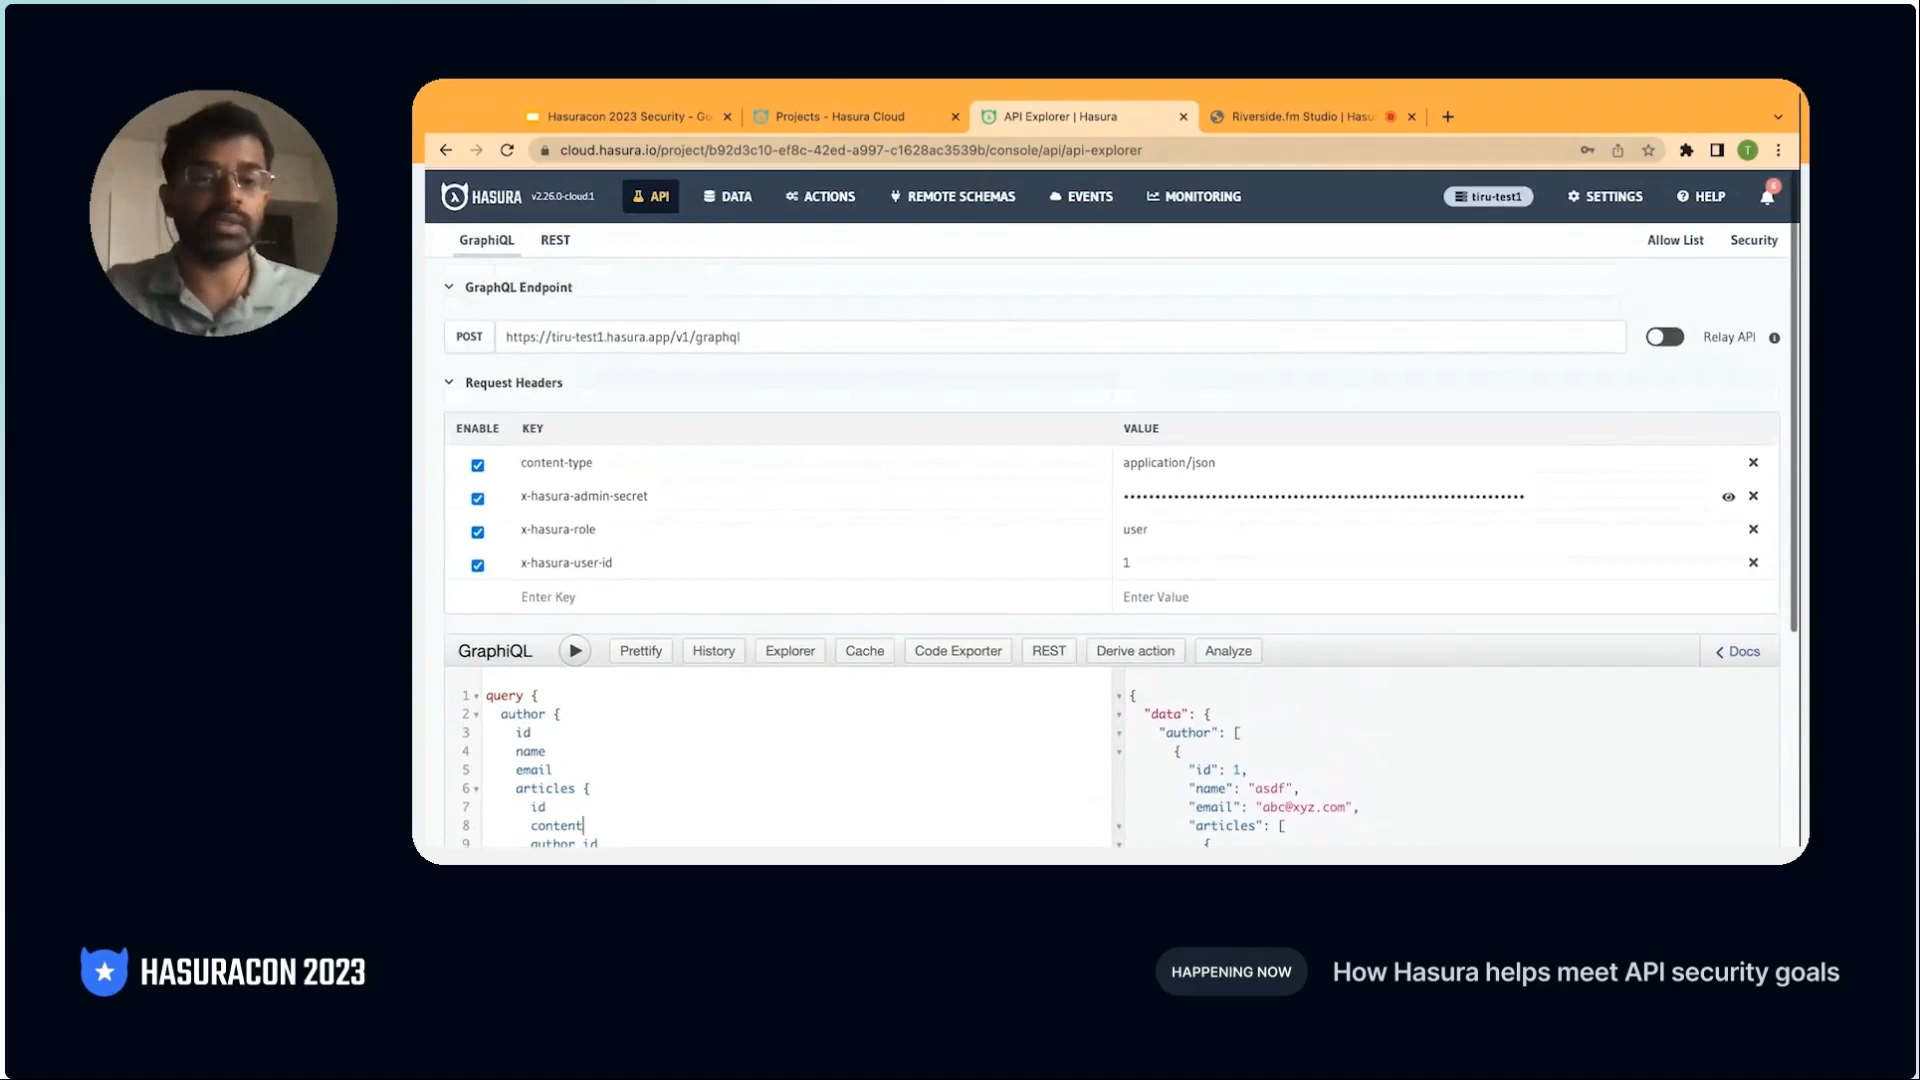 Hasuracon 2023 Security - Go
Projects - Hasura Cloud
API Explorer | Hasura
Riverside.fm Studio | Hasu
cloud.hasura.io/project/b92d3c10-ef8c-42ed-a997-c1628ac3539b/console/api/api-explorer
T
HASURA v2.26.0-cloud.1 API DATA ACTIONS REMOTE SCHEMAS EVENTS MONITORING tiru-test1 SETTINGS HELP 6
GraphiQL REST Allow List Security
GraphQL Endpoint
POST https://tiru-test1.hasura.app/v1/graphql Relay API
Request Headers
ENABLE KEY VALUE
content-type application/json
x-hasura-admin-secret ••••••••••••••••••••••••••••••••••••••••••••••••••••••••••••••••
x-hasura-role user
x-hasura-user-id 1
Enter Key Enter Value
GraphiQL Prettify History Explorer Cache Code Exporter REST Derive action Analyze Docs
1 query {
2 author {
3 id
4 name
5 email
6 articles {
7 id
8 content
9 author_id
{
"data": {
"author": [
{
"id": 1,
"name": "asdf",
"email": "abc@xyz.com",
"articles": [
{
HASURACON 2023
HAPPENING NOW How Hasura helps meet API security goals